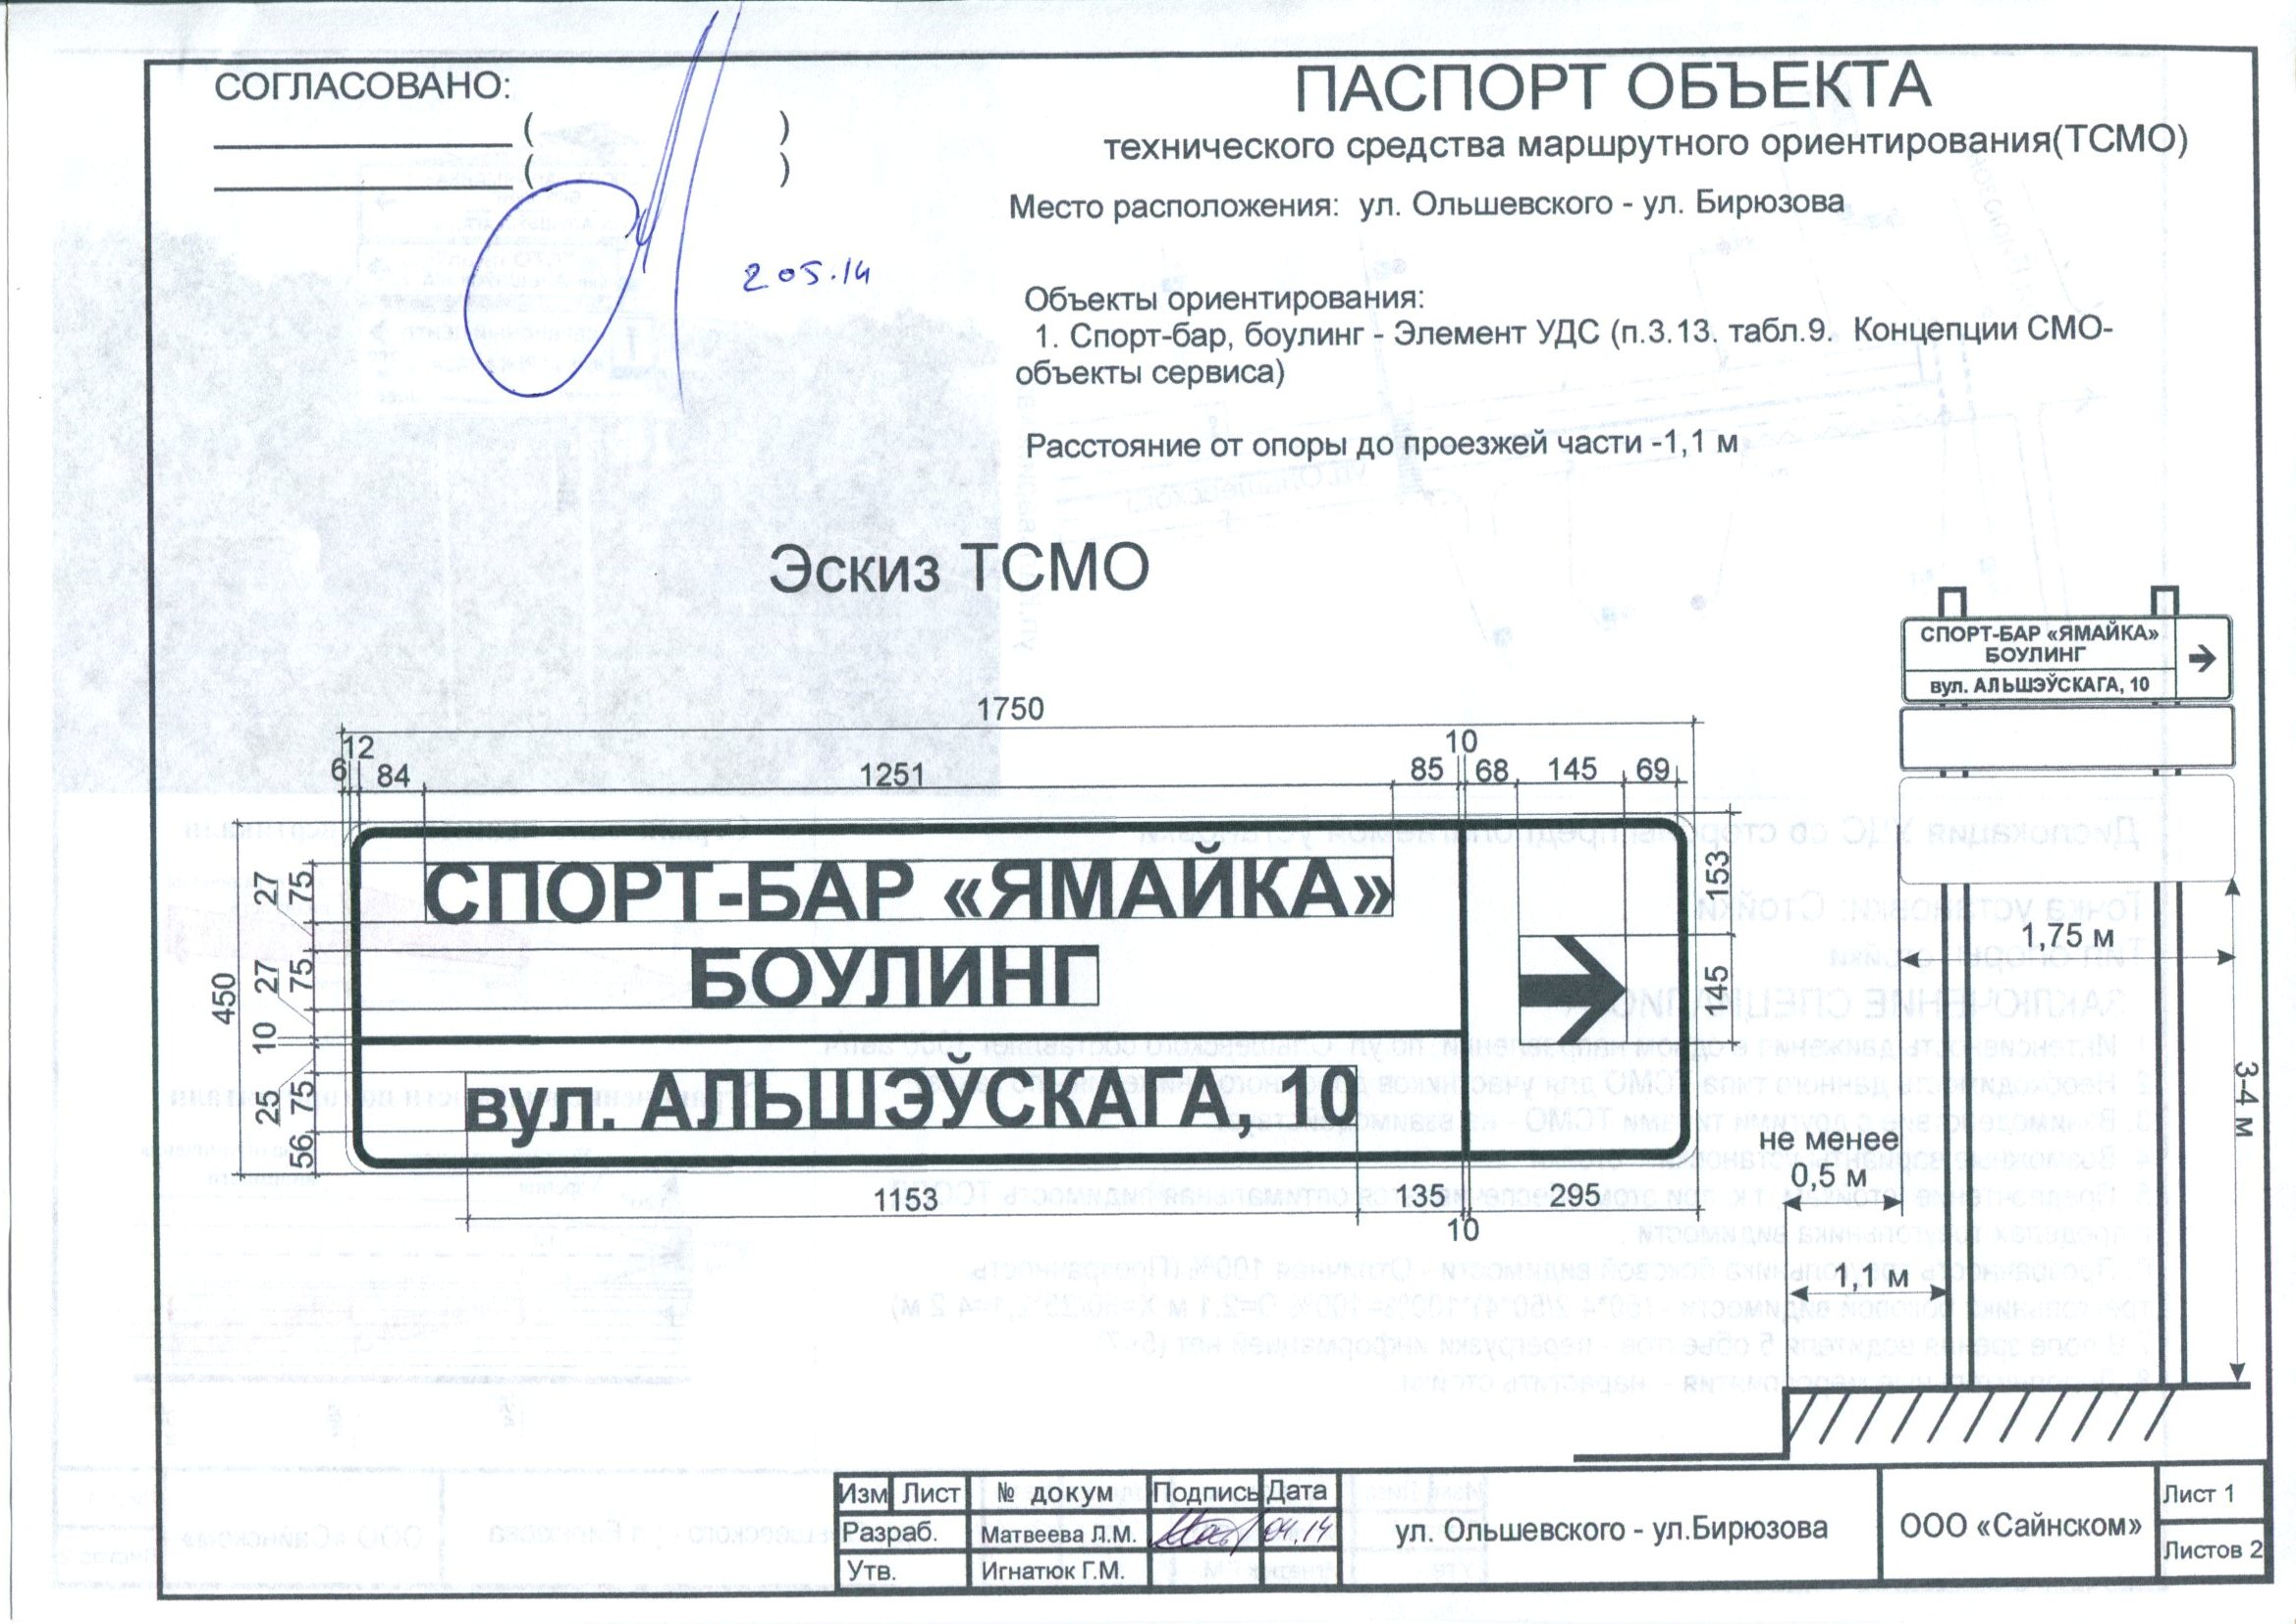 СОГЛАСОВАНО:
( )
( )
2 05.14
ПАСПОРТ ОБЪЕКТА
технического средства маршрутного ориентирования(ТСМО)
Место расположения: ул. Ольшевского - ул. Бирюзова
Объекты ориентирования:
1. Спорт-бар, боулинг - Элемент УДС (п.3.13. табл.9. Концепции СМО-
объекты сервиса)
Расстояние от опоры до проезжей части -1,1 м
Эскиз ТСМО
1750
12
10
6 84 1251 85 68 145 69
СПОРТ-БАР «ЯМАЙКА»
БОУЛИНГ
вул. АЛЬШЭЎСКАГА, 10
450
27 75
27 75
10
25 75
56
153
145
1153 135 295
10
СПОРТ-БАР «ЯМАЙКА»
БОУЛИНГ
вул. АЛЬШЭЎСКАГА, 10
1,75 м
3-4 м
не менее
0,5 м
1,1 м
Изм Лист № докум Подпись Дата
Разраб. Матвеева Л.М. 04.14
Утв. Игнатюк Г.М.
ул. Ольшевского - ул.Бирюзова
ООО «Сайнском»
Лист 1
Листов 2